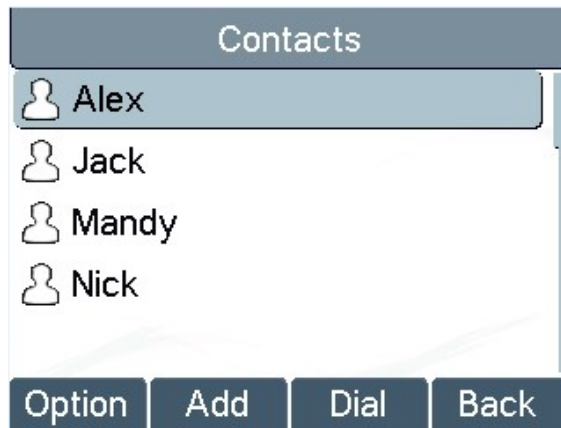 Contacts
Alex
Jack
Mandy
Nick
Option Add Dial Back